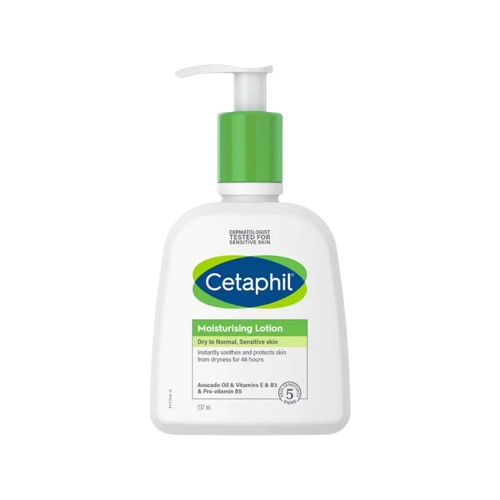 DERMATOLOGIST
TESTED FOR
SENSITIVE SKIN
Cetaphil
Moisturising Lotion
Dry to Normal, Sensitive skin
Instantly soothes and protects skin
from dryness for 48 hours
Avocado Oil & Vitamins E & B3
& Pro-vitamin B5
237 mL
5
SIGNS